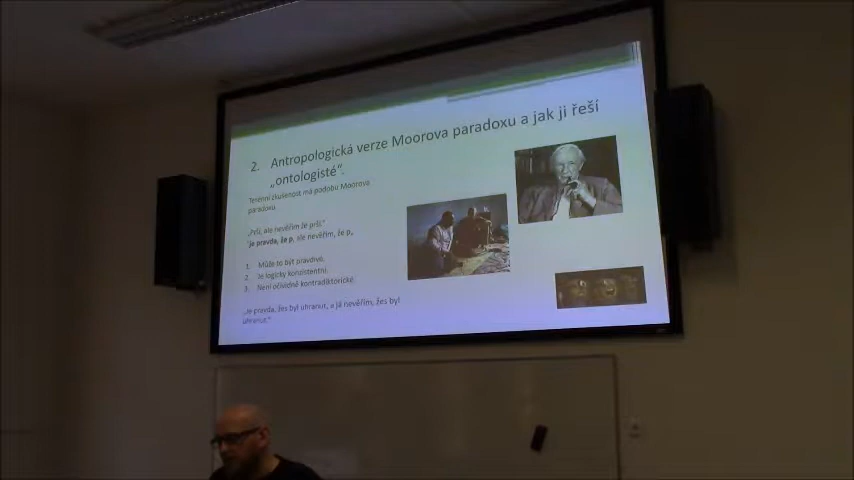 2. Antropologická verze Moorova paradoxu a jak ji řeší
„ontologisté“.
Terénní zkušenost má podobu Moorova
paradoxu.
„Prší, ale nevěřím že prší.“
Je pravda, že p, ale nevěřím, že p.
1. Může to být pravdivé.
2. Je logicky konzistentní.
3. Není očividně kontradiktorické.
„Je pravda, žes byl uhranut, a já nevěřím, žes byl
uhranut.“